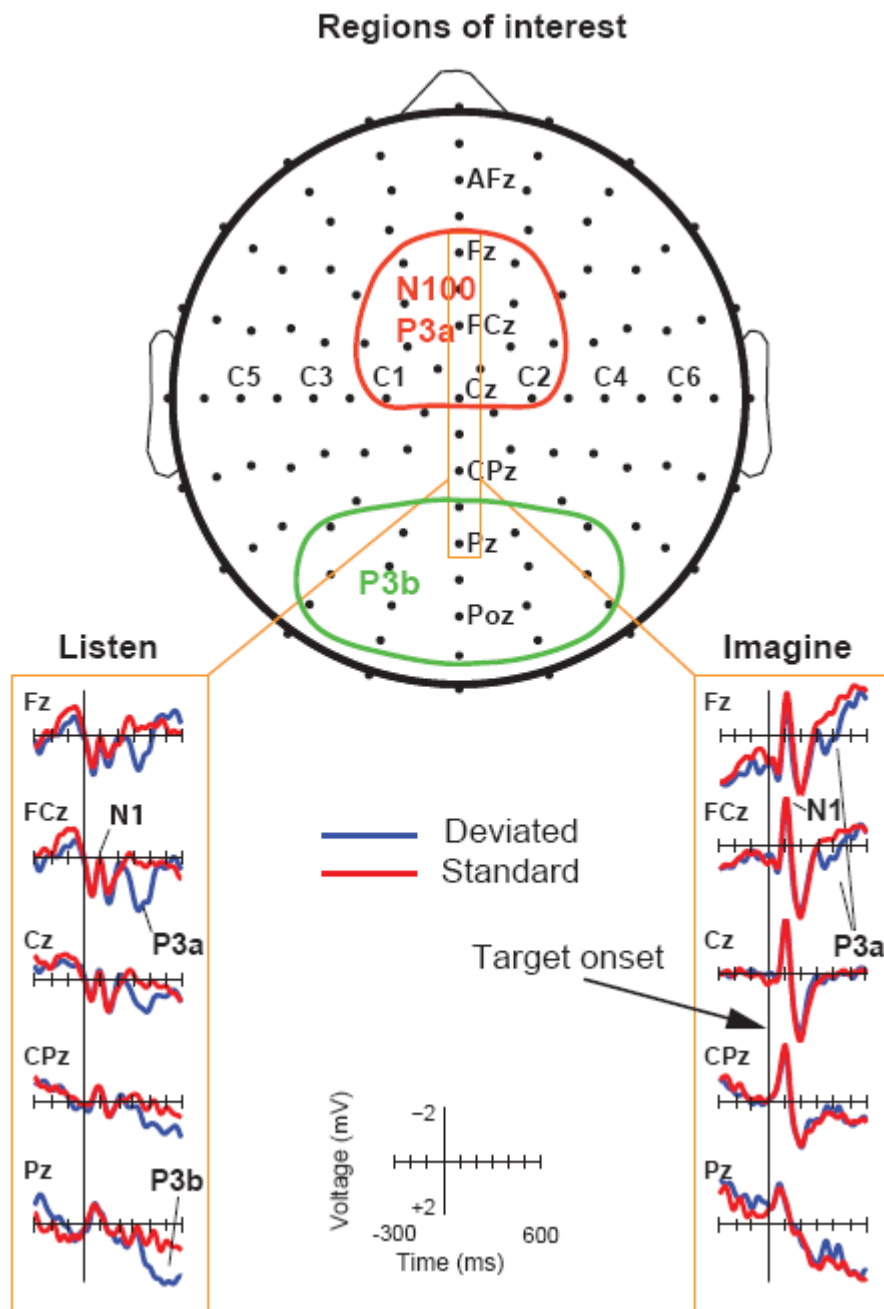 Regions of interest
AFz
Fz
N100
P3a
FCz
C5
C3
C1
Cz
C2
C4
C6
CPz
Pz
P3b
Poz
Listen
Imagine
Fz
FCz
N1
P3a
Cz
CPz
Pz
P3b
Deviated
Standard
Target onset
Voltage (mV)
−2
+2
-300
600
Time (ms)
Fz
FCz
N1
P3a
Cz
CPz
Pz